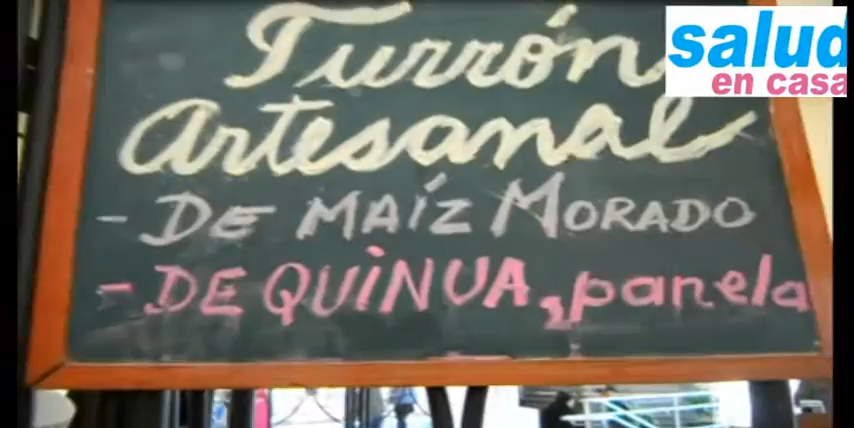 Turrón
Artesanal
- DE MAÍZ MORADO
- DE QUINUA, panela
salud
en casa